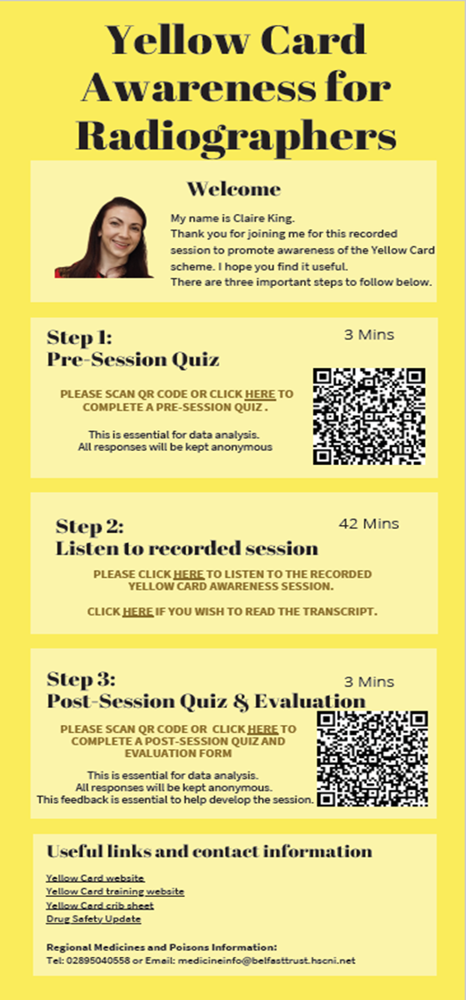 Yellow Card
Awareness for
Radiographers
Welcome
My name is Claire King.
Thank you for joining me for this recorded
session to promote awareness of the Yellow Card
scheme. I hope you find it useful.
There are three important steps to follow below.
Step 1:
3 Mins
Pre-Session Quiz
PLEASE SCAN QR CODE OR CLICK HERE TO
COMPLETE A PRE-SESSION QUIZ .
This is essential for data analysis.
All responses will be kept anonymous
Step 2:
42 Mins
Listen to recorded session
PLEASE CLICK HERE TO LISTEN TO THE RECORDED
YELLOW CARD AWARENESS SESSION.
CLICK HERE IF YOU WISH TO READ THE TRANSCRIPT.
Step 3:
3 Mins
Post-Session Quiz & Evaluation
PLEASE SCAN QR CODE OR CLICK HERE TO
COMPLETE A POST-SESSION QUIZ AND
EVALUATION FORM
This is essential for data analysis.
All responses will be kept anonymous.
This feedback is essential to help develop the session.
Useful links and contact information
Yellow Card website
Yellow Card training website
Yellow Card crib sheet
Drug Safety Update
Regional Medicines and Poisons Information:
Tel: 02895040558 or Email: medicineinfo@belfasttrust.hscni.net